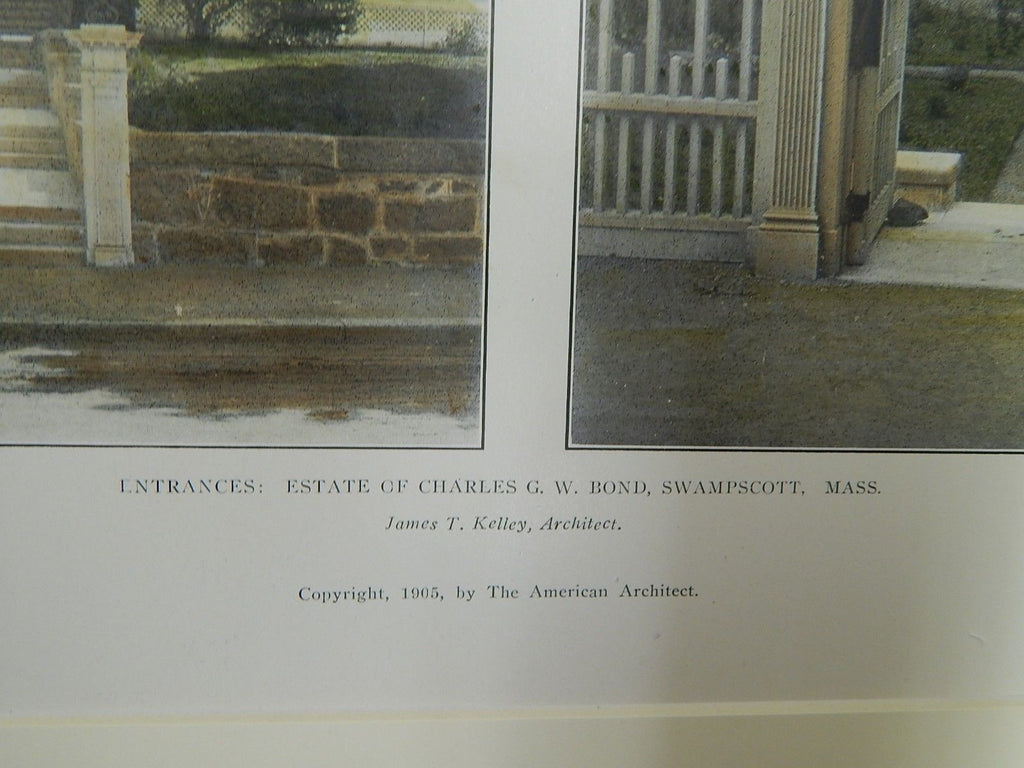 ENTRANCES: ESTATE OF CHARLES G. W. BOND, SWAMPSCOTT, MASS.
James T. Kelley, Architect.
Copyright, 1905, by The American Architect.